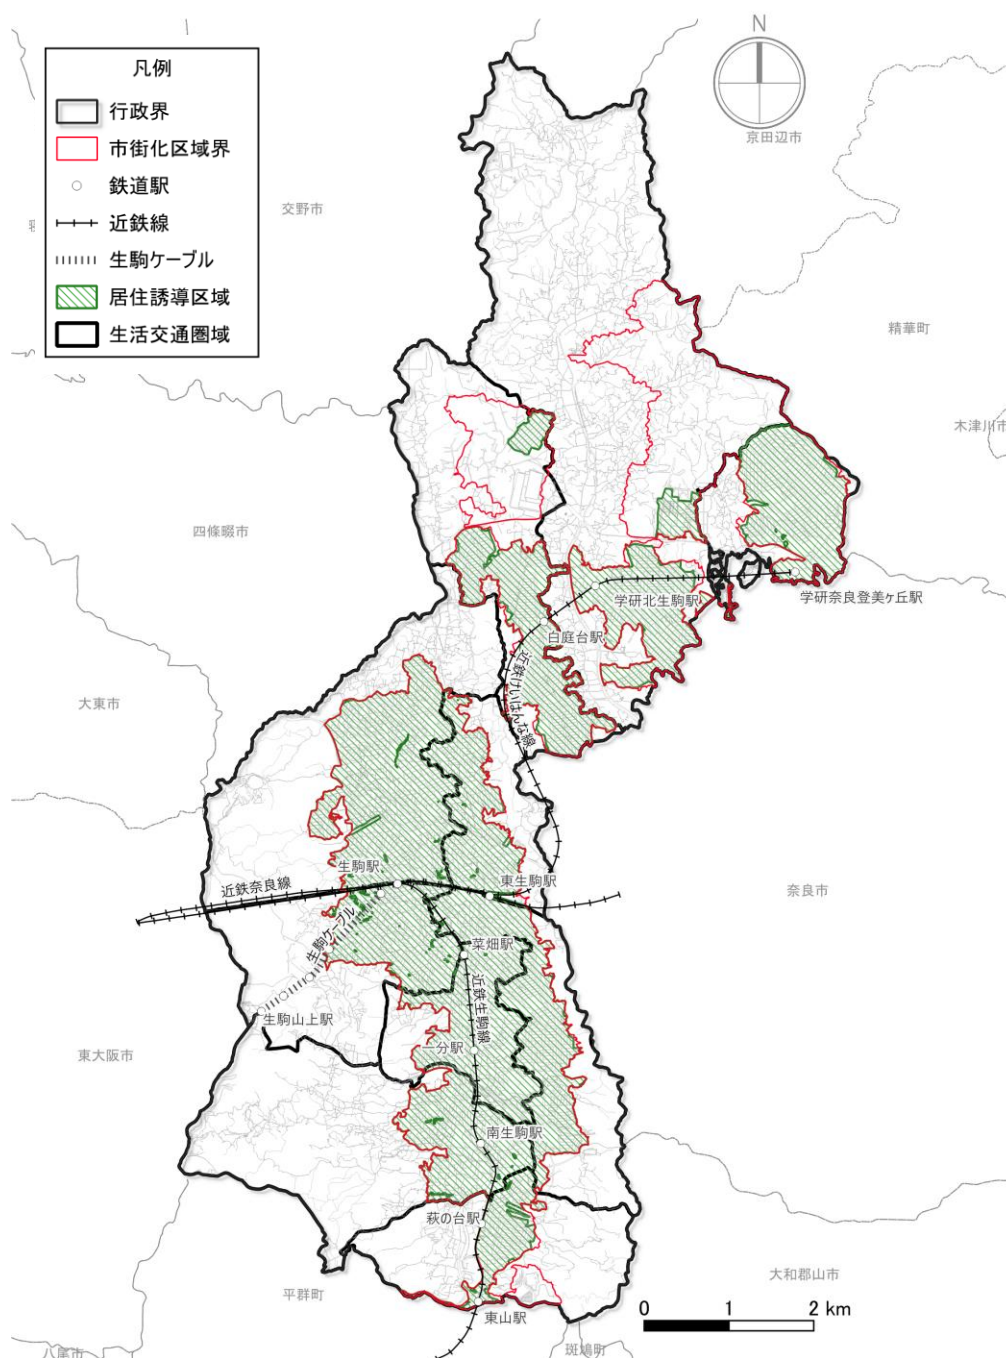 凡例
行政界
市街化区域界
鉄道駅
近鉄線
生駒ケーブル
居住誘導区域
生活交通圏域
N
京田辺市
交野市
精華町
木津川市
四條畷市
学研北生駒駅
学研奈良登美ヶ丘駅
白庭台駅
近鉄けいはんな線
大東市
生駒駅
東生駒駅
近鉄奈良線
奈良市
生駒ケーブル
菜畑駅
近鉄生駒線
生駒山上駅
一分駅
東大阪市
南生駒駅
萩の台駅
大和郡山市
平群町
東山駅
0 1 2 km
斑鳩町
八尾市